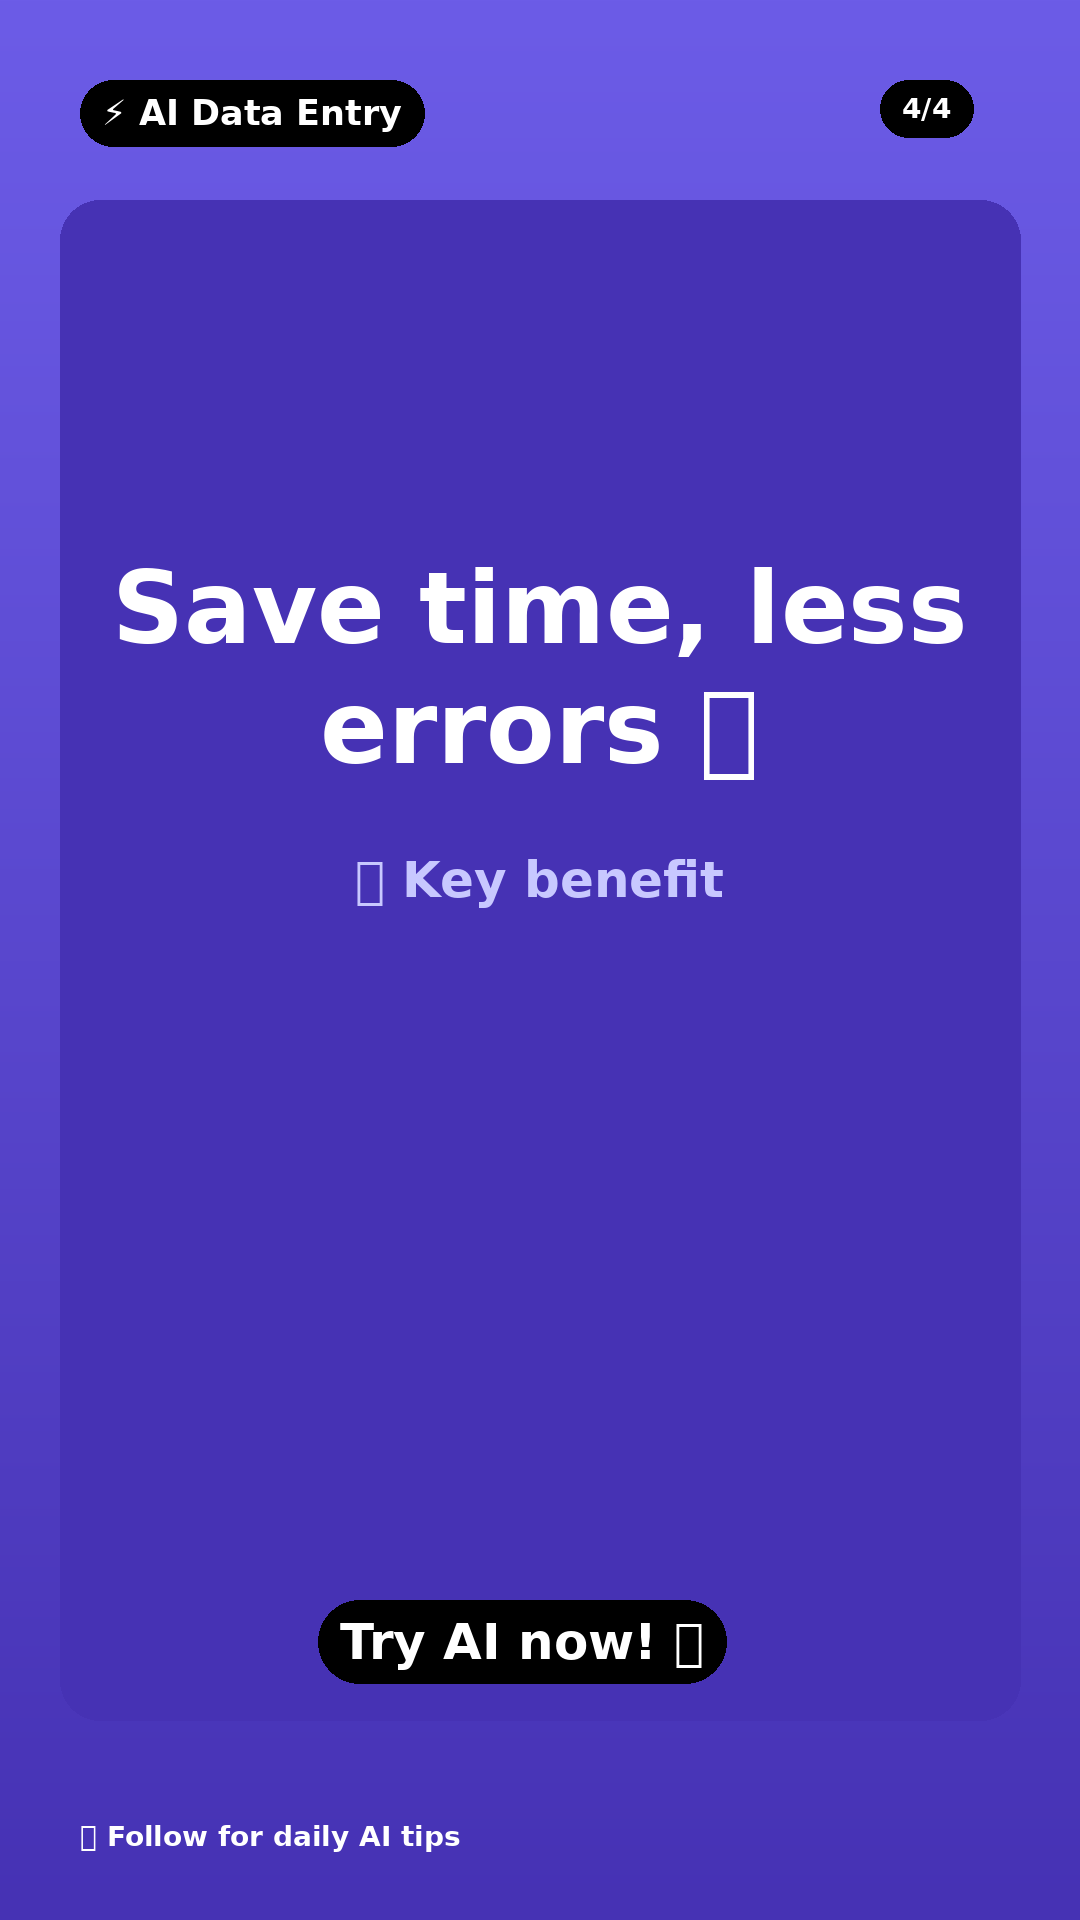 ⚡ AI Data Entry
4/4
Save time, less
errors
Key benefit
Try AI now!
Follow for daily AI tips